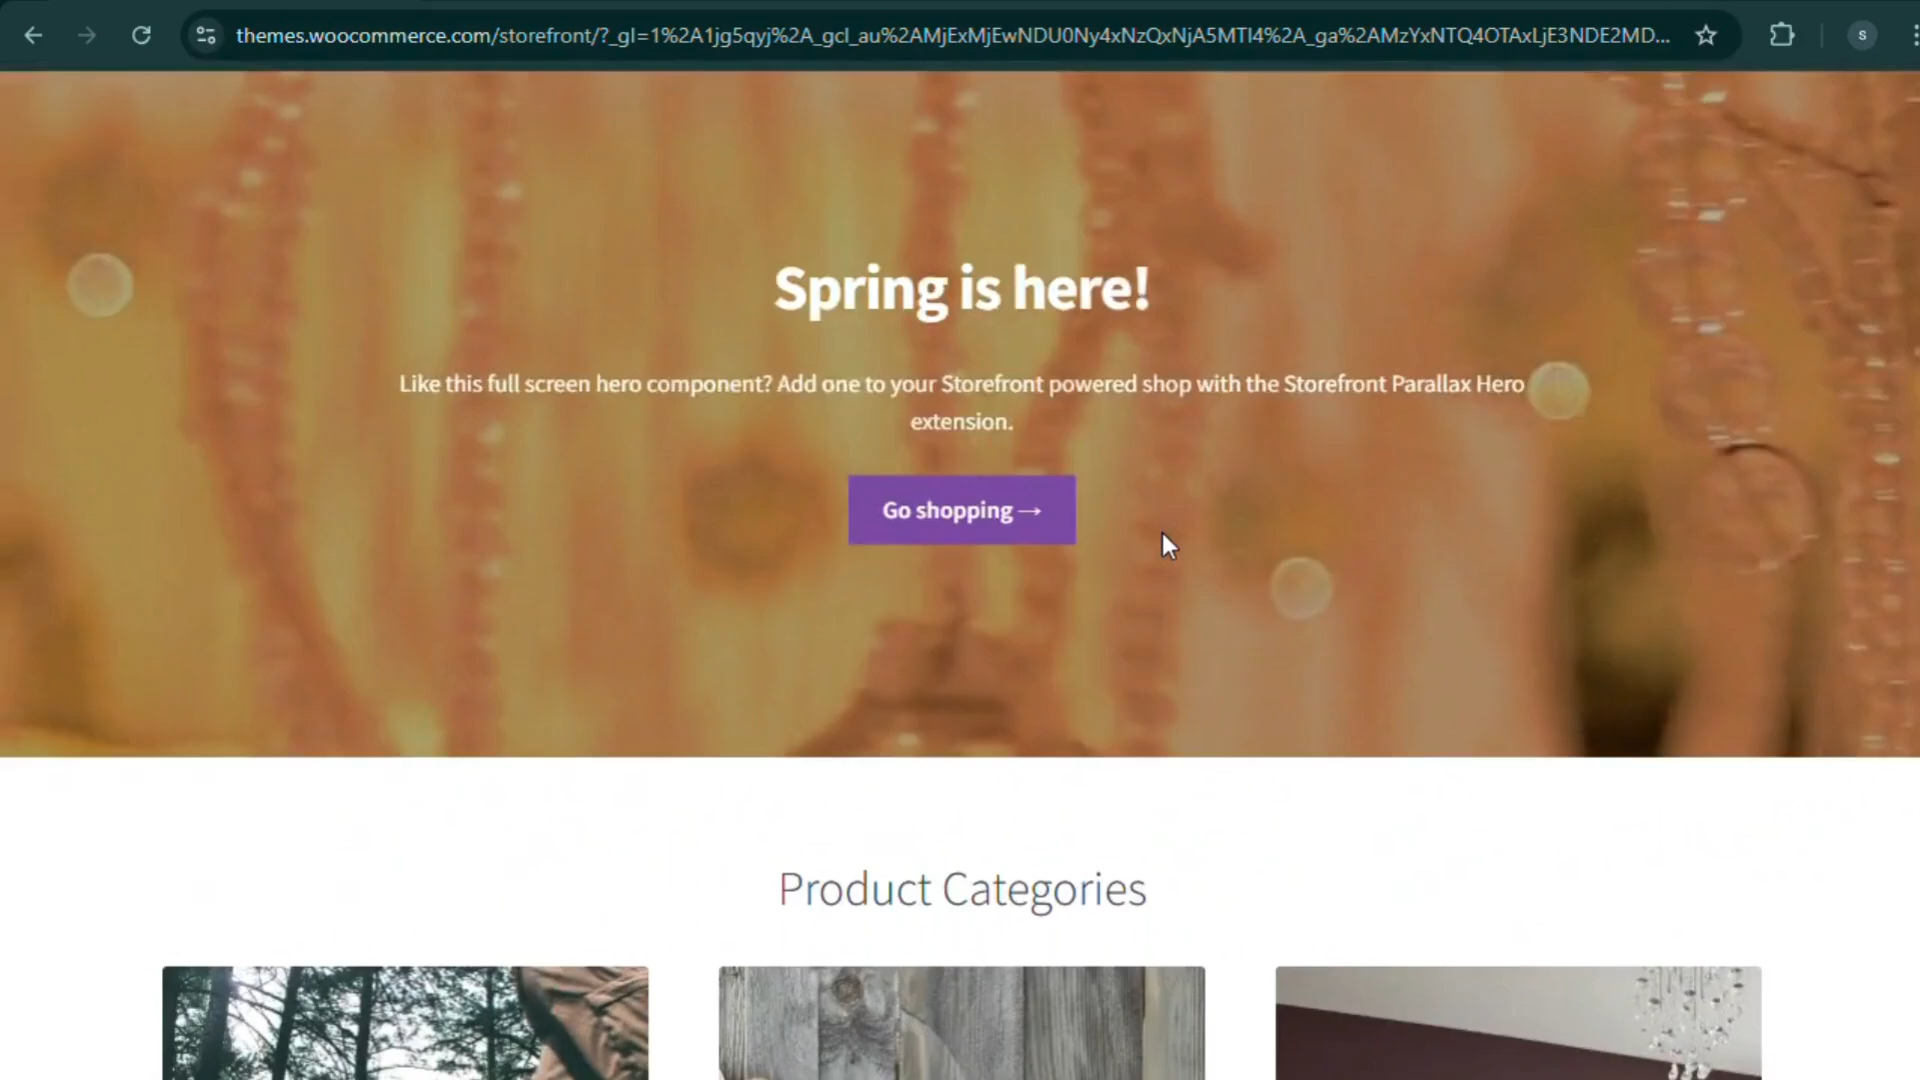 themes.woocommerce.com/storefront/?_gl=1%2A1jg5qyj%2A_gcl_au%2AMjExMjEwNDU0Ny4xNzQxNjA5MTI4%2A_ga%2AMzYxNTQ4OTAxLjE3NDE2MD...
s
Spring is here!
Like this full screen hero component? Add one to your Storefront powered shop with the Storefront Parallax Hero
extension.
Go shopping →
Product Categories